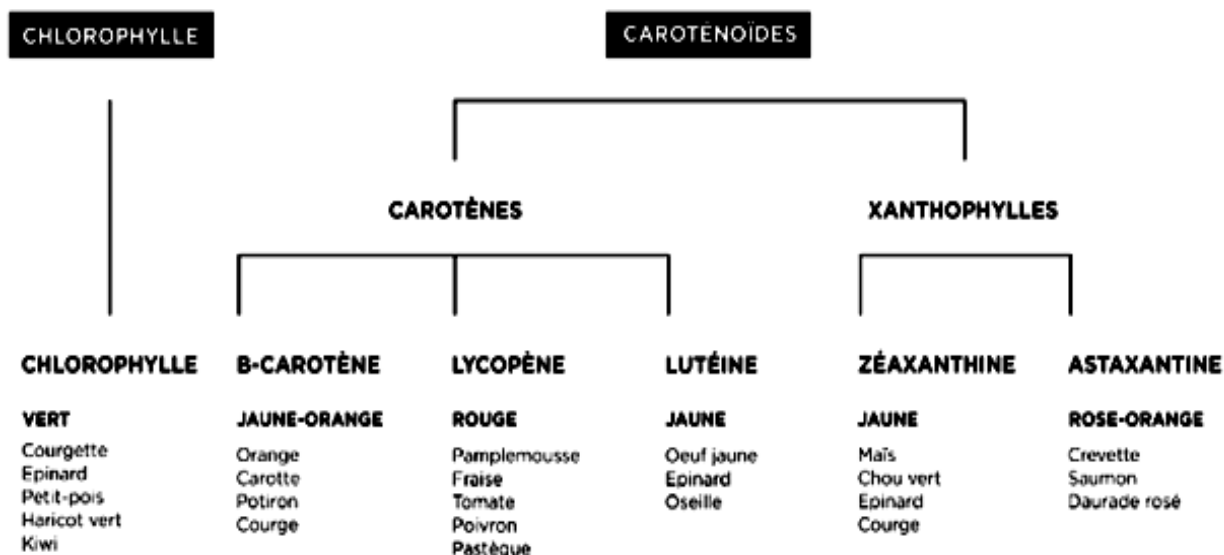 CHLOROPHYLLE
CAROTÉNOÏDES
CAROTÈNES
XANTHOPHYLLES
CHLOROPHYLLE
VERT
Courgette
Epinard
Petit-pois
Haricot vert
Kiwi
B-CAROTÈNE
JAUNE-ORANGE
Orange
Carotte
Potiron
Courge
LYCOPÈNE
ROUGE
Pamplemousse
Fraise
Tomate
Poivron
Pastèque
LUTÉINE
JAUNE
Oeuf jaune
Epinard
Oseille
ZÉAXANTHINE
JAUNE
Maïs
Chou vert
Epinard
Courge
ASTAXANTINE
ROSE-ORANGE
Crevette
Saumon
Daurade rosé